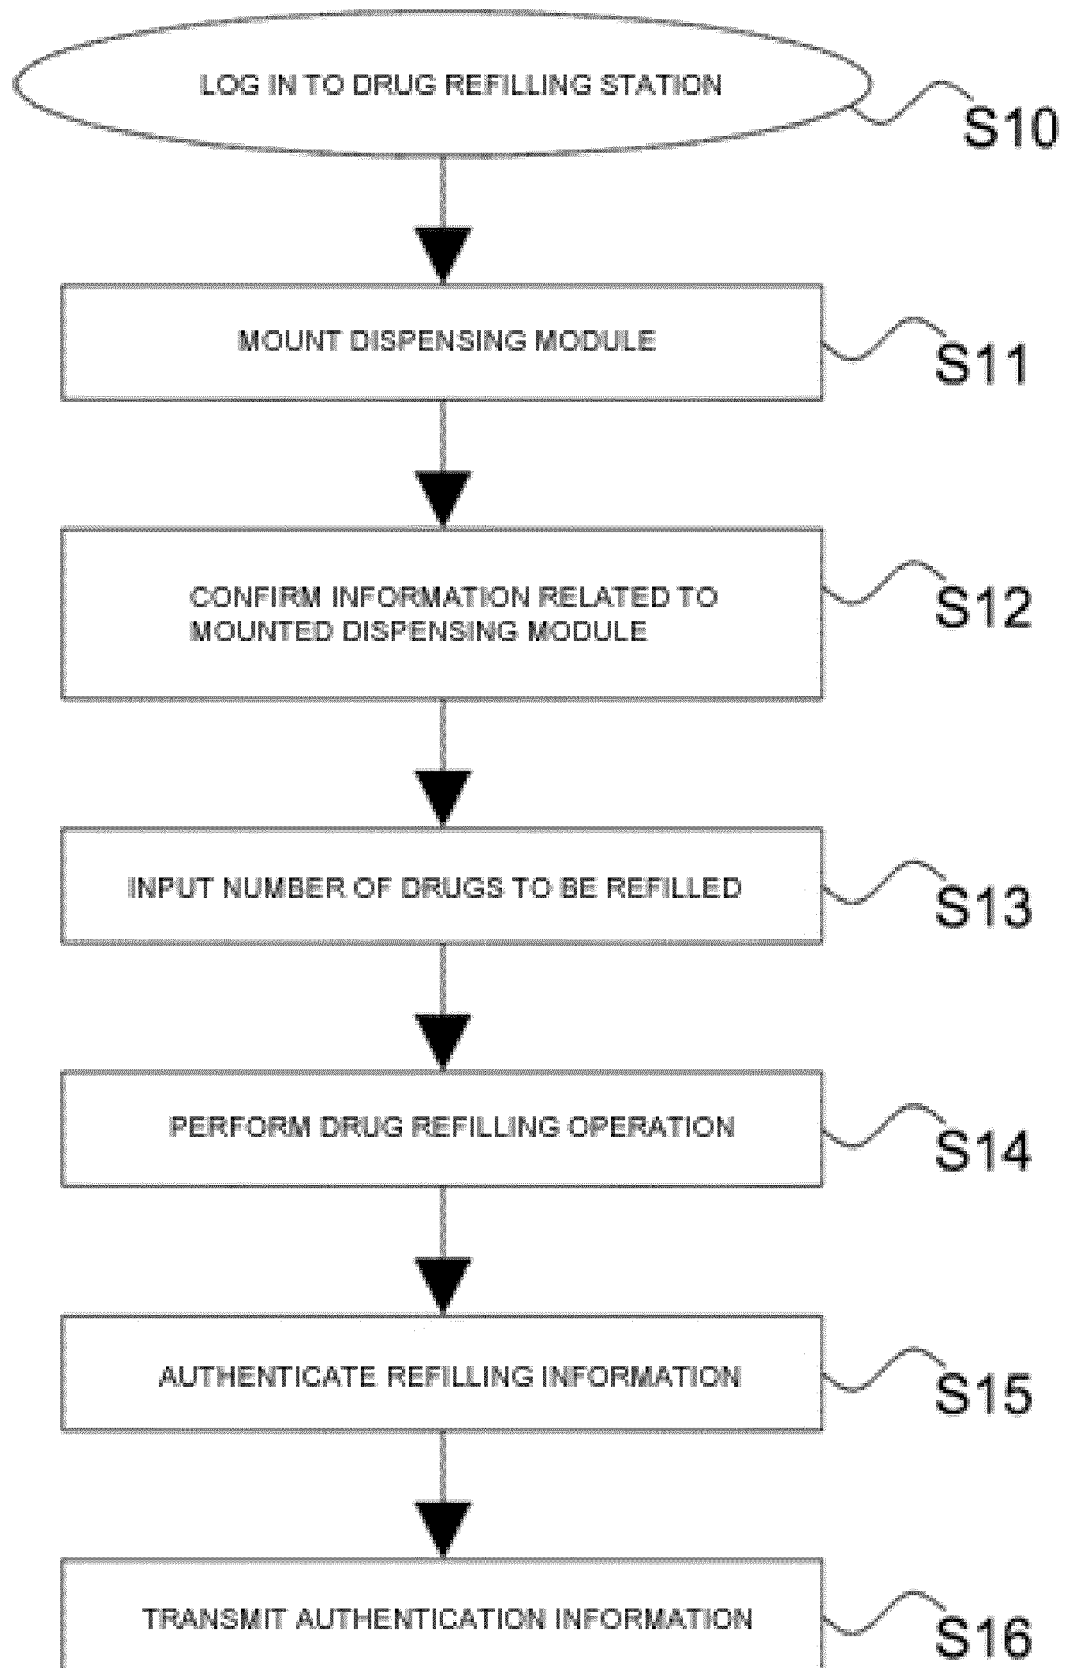 LOG IN TO DRUG REFILLING STATION
S10
MOUNT DISPENSING MODULE
S11
CONFIRM INFORMATION RELATED TO
MOUNTED DISPENSING MODULE
S12
INPUT NUMBER OF DRUGS TO BE REFILLED
S13
PERFORM DRUG REFILLING OPERATION
S14
AUTHENTICATE REFILLING INFORMATION
S15
TRANSMIT AUTHENTICATION INFORMATION
S16